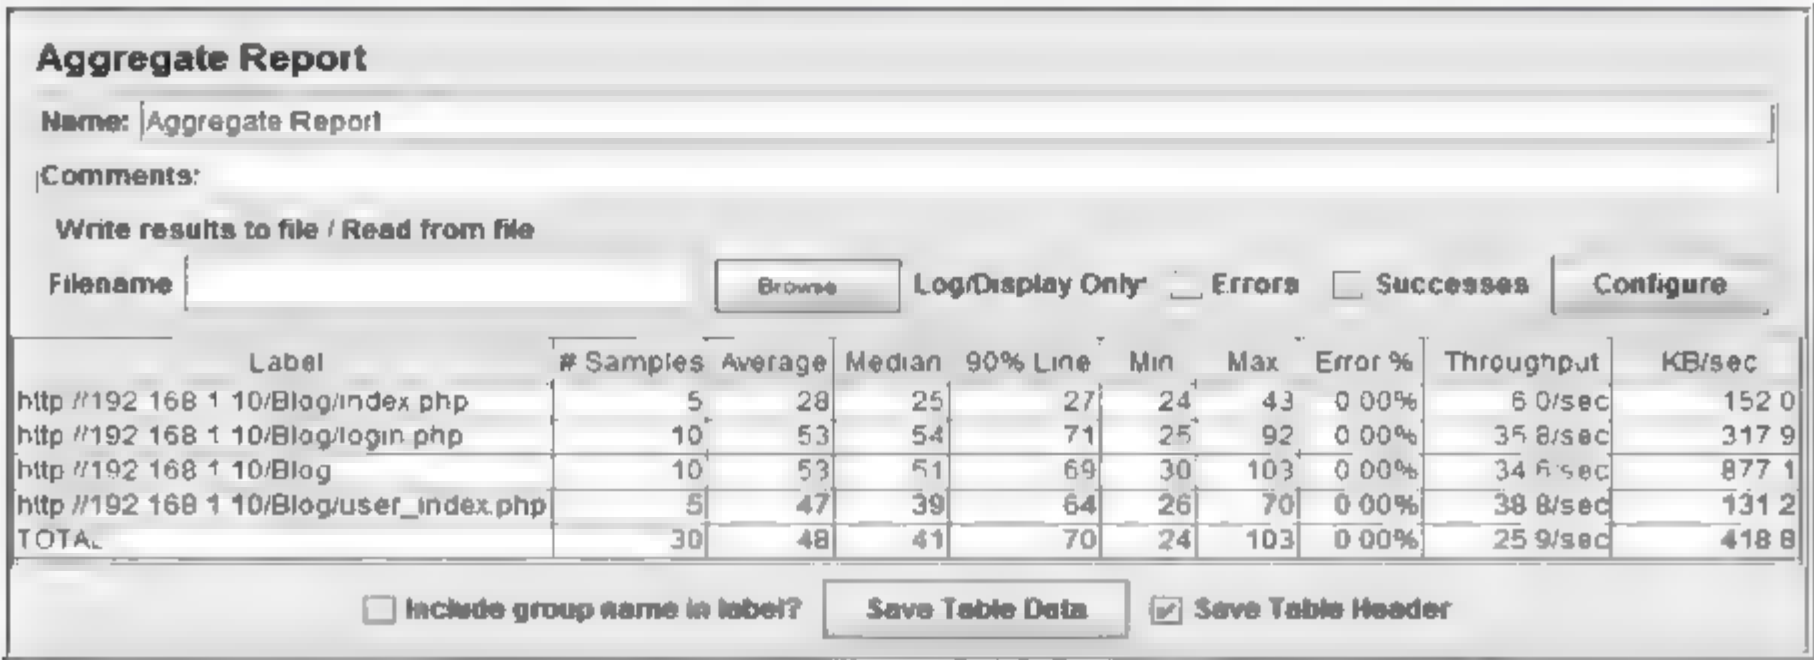 Aggregate Report
Name: Aggregate Report
Comments:
Write results to file / Read from file
Filename Browse Log/Display Only: Errors Successes Configure
Label # Samples Average Median 90% Line Min Max Error % Throughput KB/sec
http://192.168.1.10/Blog/index.php 5 28 25 27 24 43 0.00% 6.0/sec 152.0
http://192.168.1.10/Blog/login.php 10 53 54 71 25 92 0.00% 35.8/sec 317.9
http://192.168.1.10/Blog 10 53 51 69 30 103 0.00% 34.6/sec 877.1
http://192.168.1.10/Blog/user_index.php 5 47 39 64 26 70 0.00% 38.8/sec 131.2
TOTAL 30 48 41 70 24 103 0.00% 25.9/sec 418.8
Include group name in label? Save Table Data Save Table Header